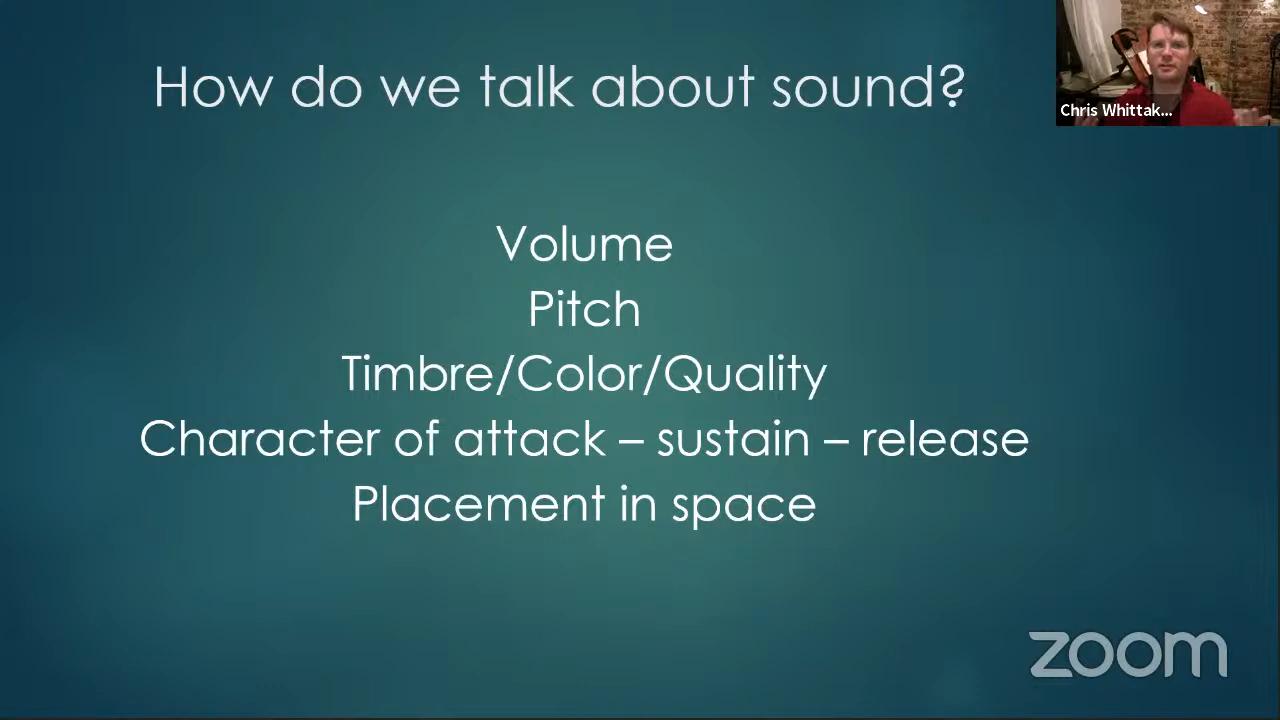 How do we talk about sound?
Chris Whittak...
Volume
Pitch
Timbre/Color/Quality
Character of attack – sustain – release
Placement in space
zoom